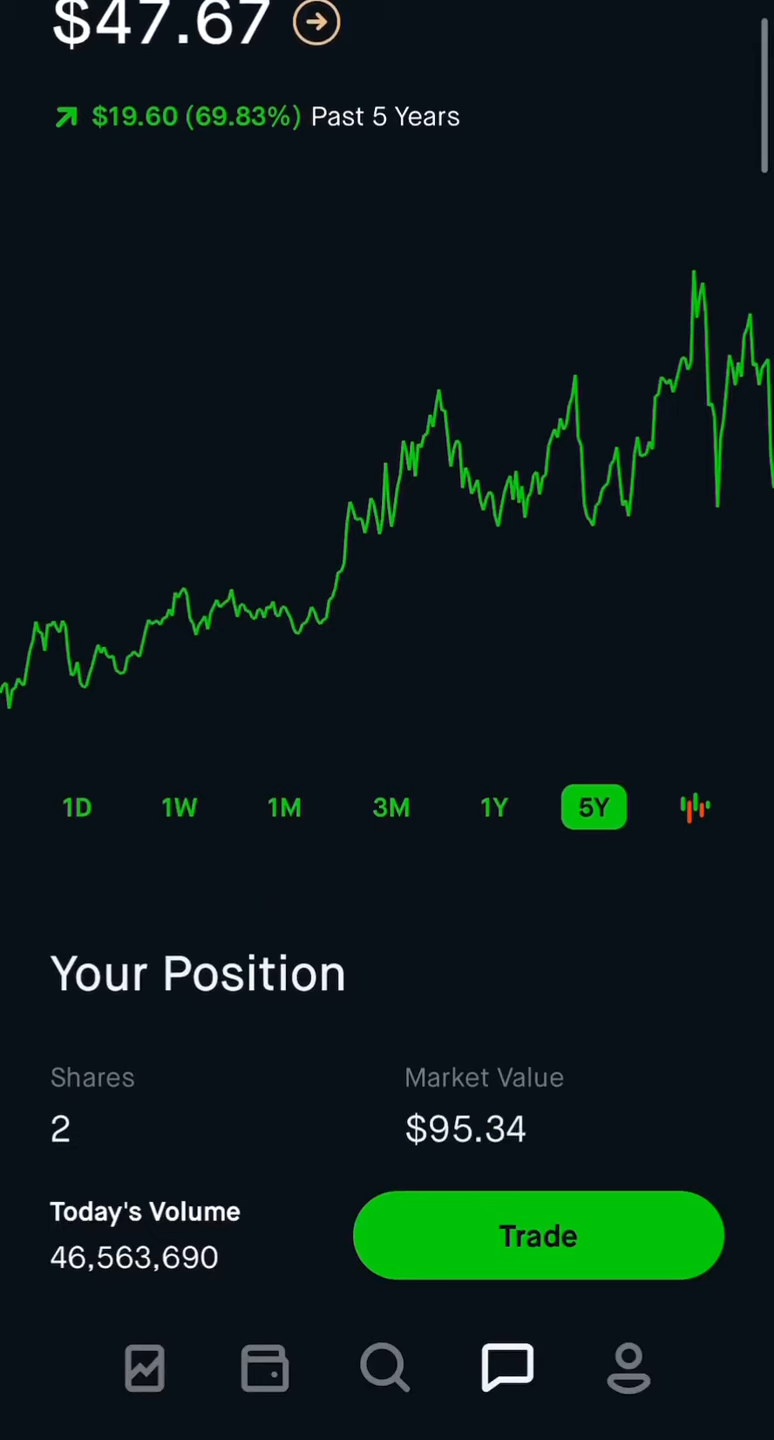 $47.67
$19.60 (69.83%) Past 5 Years
1D 1W 1M 3M 1Y 5Y
Your Position
Shares Market Value
2 $95.34
Today's Volume
46,563,690
Trade